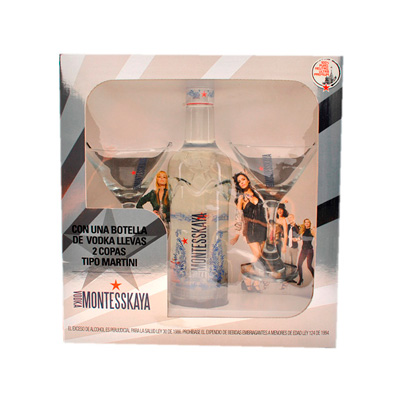 MONTESSKAYA
VODKA
CON UNA BOTELLA
DE VODKA LLEVAS
2 COPAS
TIPO MARTINI
VODKA MONTESSKAYA
EL EXCESO DE ALCOHOL ES PERJUDICIAL PARA LA SALUD LEY 30 DE 1986. PROHÍBASE EL EXPENDIO DE BEBIDAS EMBRIAGANTES A MENORES DE EDAD LEY 124 DE 1994.